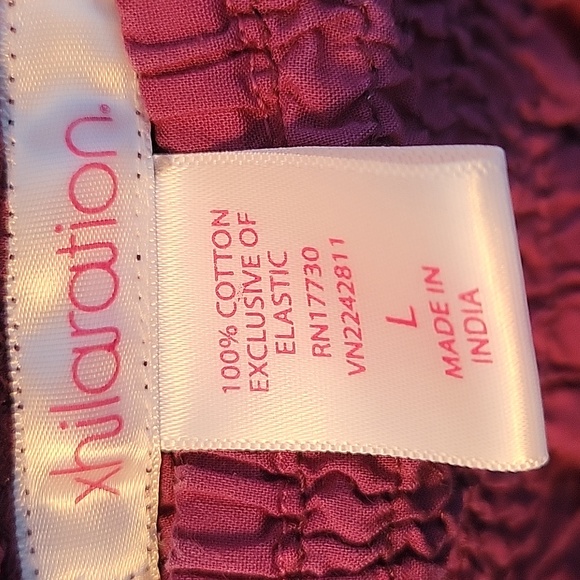 xhilaration®
100% COTTON
EXCLUSIVE OF
ELASTIC
RN17730
VN2242811
L
MADE IN
INDIA